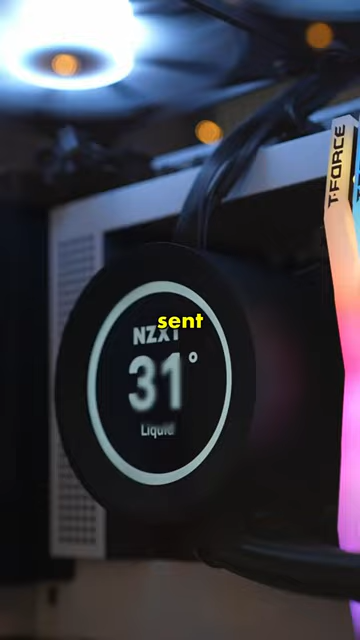 T-FORCE
sent
NZXT
31°
Liquid